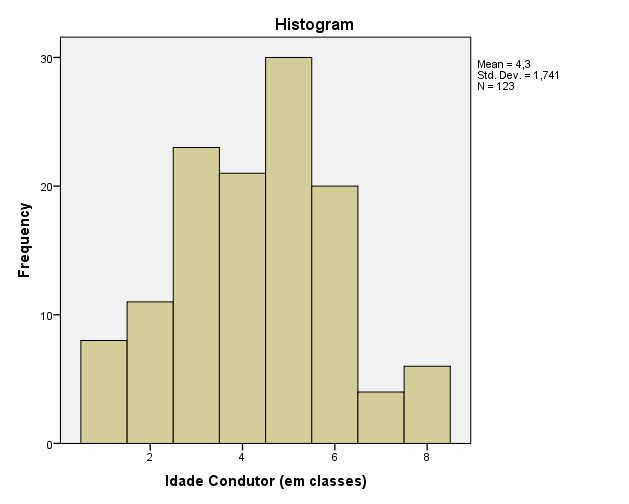 Histogram
Mean = 4,3
Std. Dev. = 1,741
N = 123
Frequency
30
20
10
0
2 4 6 8
Idade Condutor (em classes)